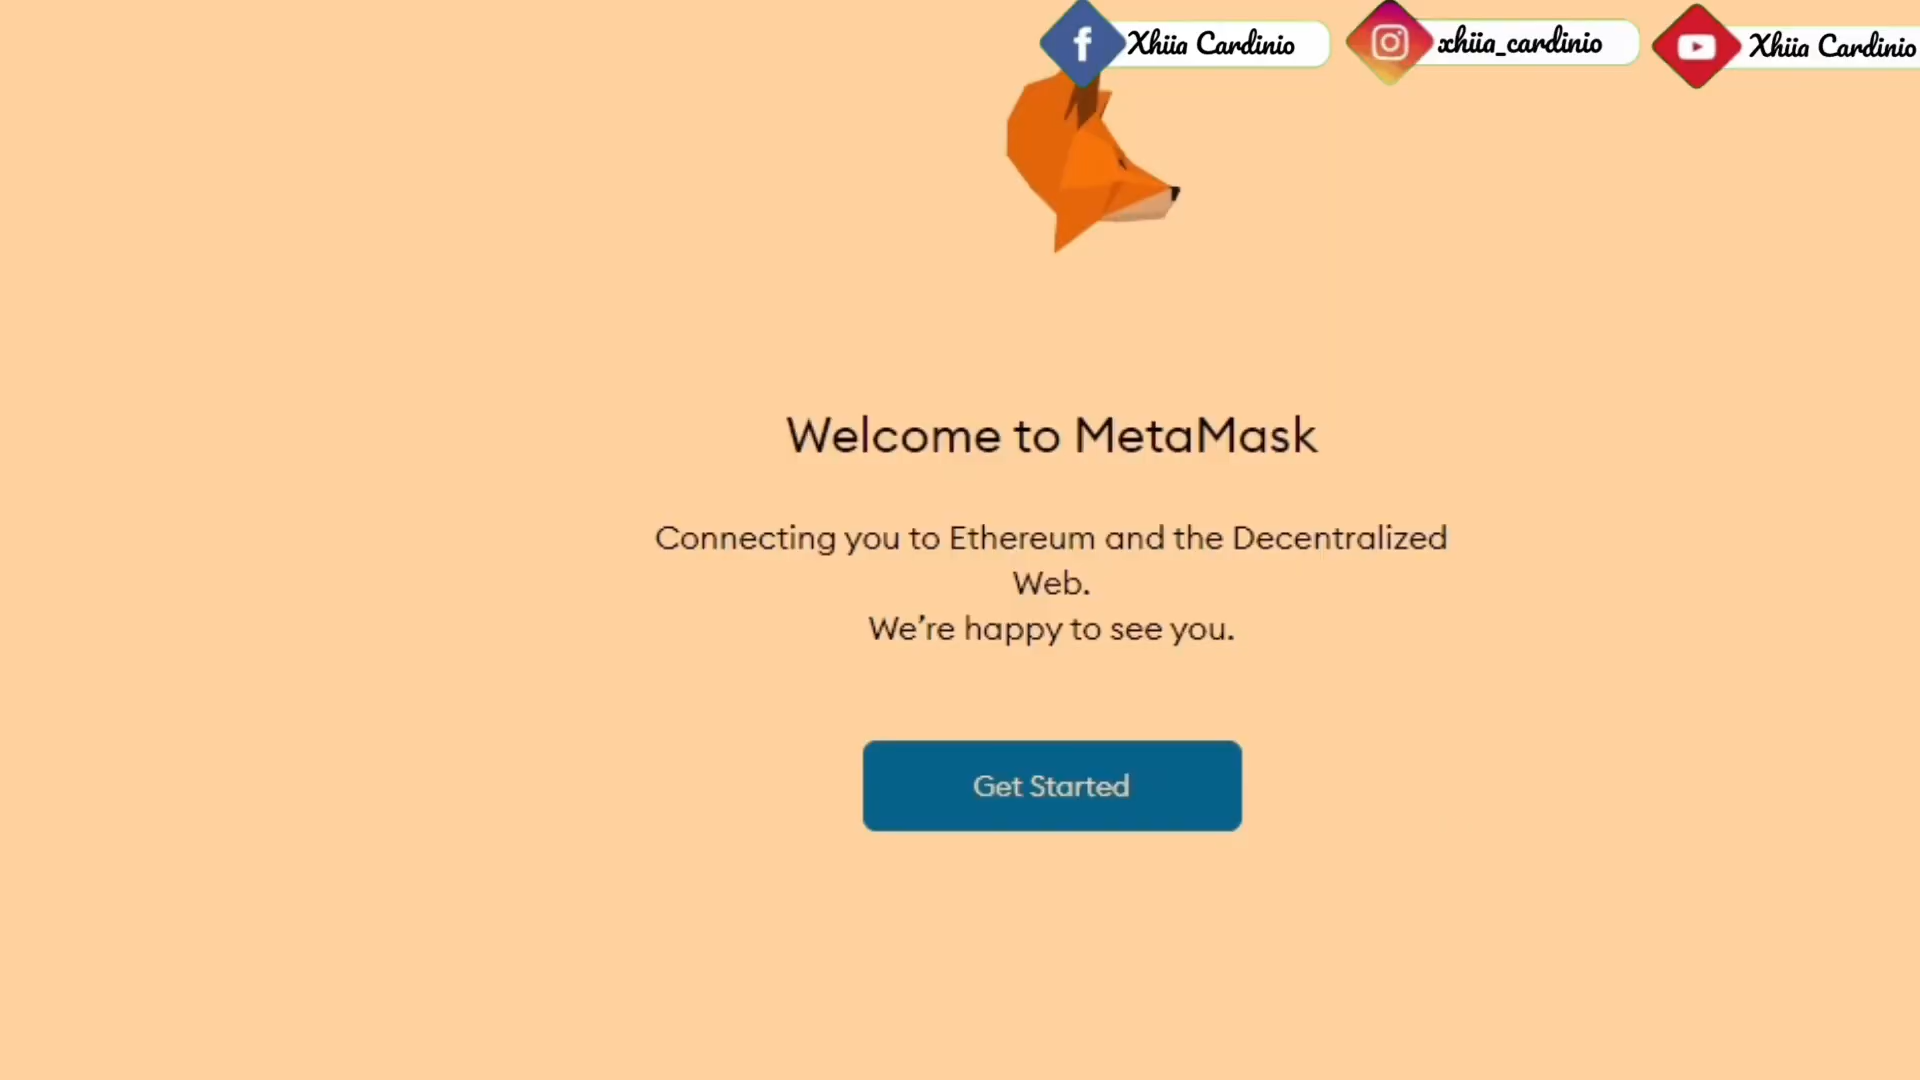 Xhiia Cardinio
xhiia_cardinio
Xhiia Cardinio
Welcome to MetaMask
Connecting you to Ethereum and the Decentralized
Web.
We’re happy to see you.
Get Started